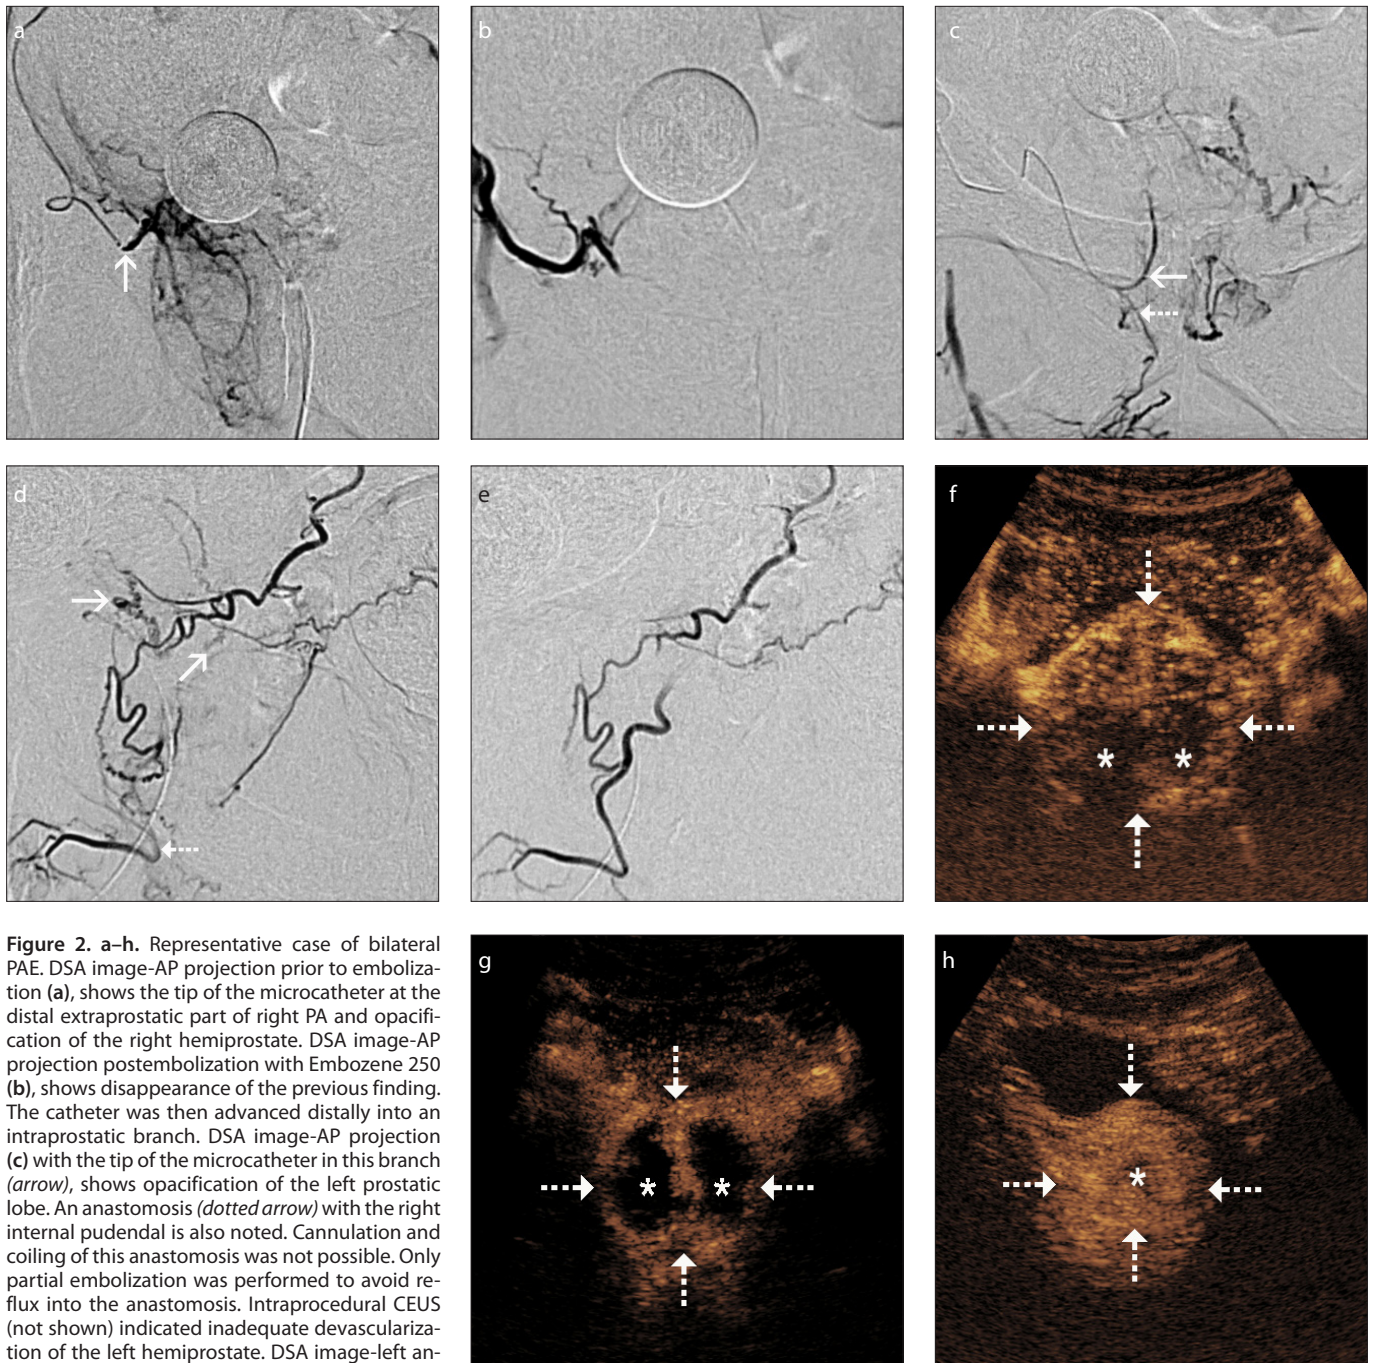 a
b
c
d
e
f
*
*
Figure 2. a–h. Representative case of bilateral
PAE. DSA image-AP projection prior to emboliza-
tion (a), shows the tip of the microcatheter at the
distal extraprostatic part of right PA and opacifi-
cation of the right hemiprostate. DSA image-AP
projection postembolization with Embozene 250
(b), shows disappearance of the previous finding.
The catheter was then advanced distally into an
intraprostatic branch. DSA image-AP projection
(c) with the tip of the microcatheter in this branch
(arrow), shows opacification of the left prostatic
lobe. An anastomosis (dotted arrow) with the right
internal pudendal is also noted. Cannulation and
coiling of this anastomosis was not possible. Only
partial embolization was performed to avoid re-
flux into the anastomosis. Intraprocedural CEUS
(not shown) indicated inadequate devasculariza-
tion of the left hemiprostate. DSA image-left an-
g
*
*
h
*